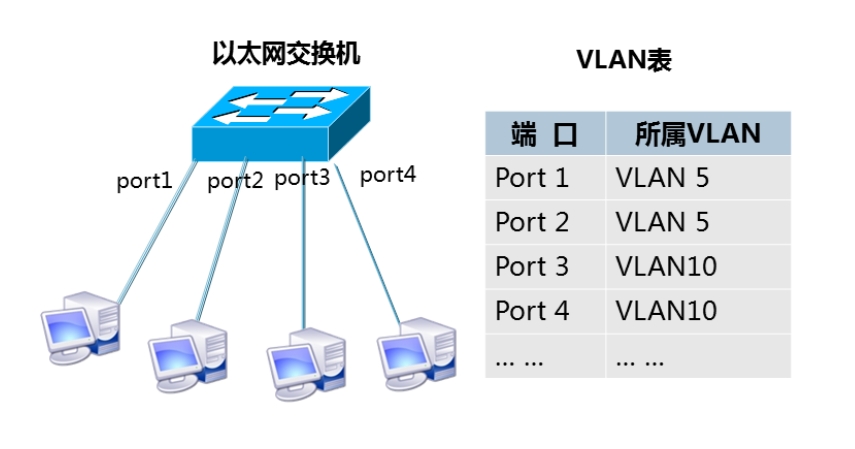 以太网交换机
VLAN表
port1 port2 port3 port4
端 口 所属VLAN
Port 1 VLAN 5
Port 2 VLAN 5
Port 3 VLAN10
Port 4 VLAN10
... ... ... ...